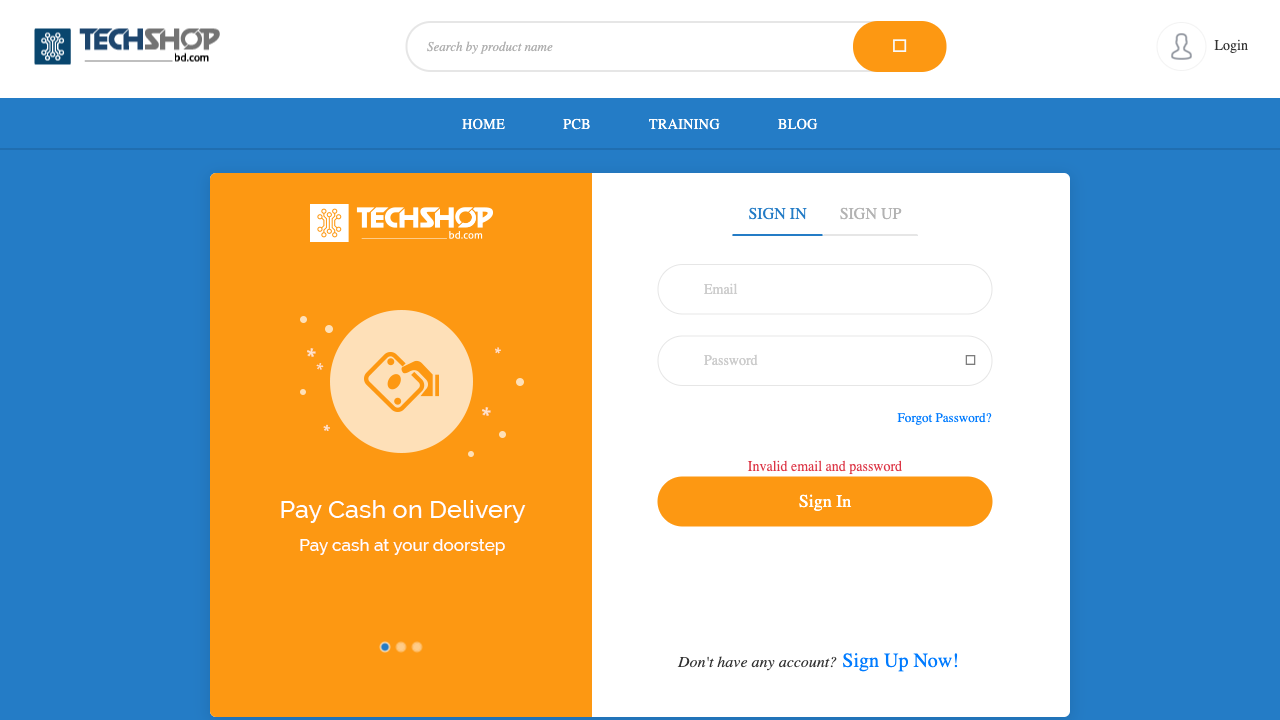 TECHSHOP
bd.com
Search by product name
Login
HOME
PCB
TRAINING
BLOG
TECHSHOP
bd.com
Pay Cash on Delivery
Pay cash at your doorstep
SIGN IN
SIGN UP
Email
Password
Forgot Password?
Invalid email and password
Sign In
Don't have any account? Sign Up Now!